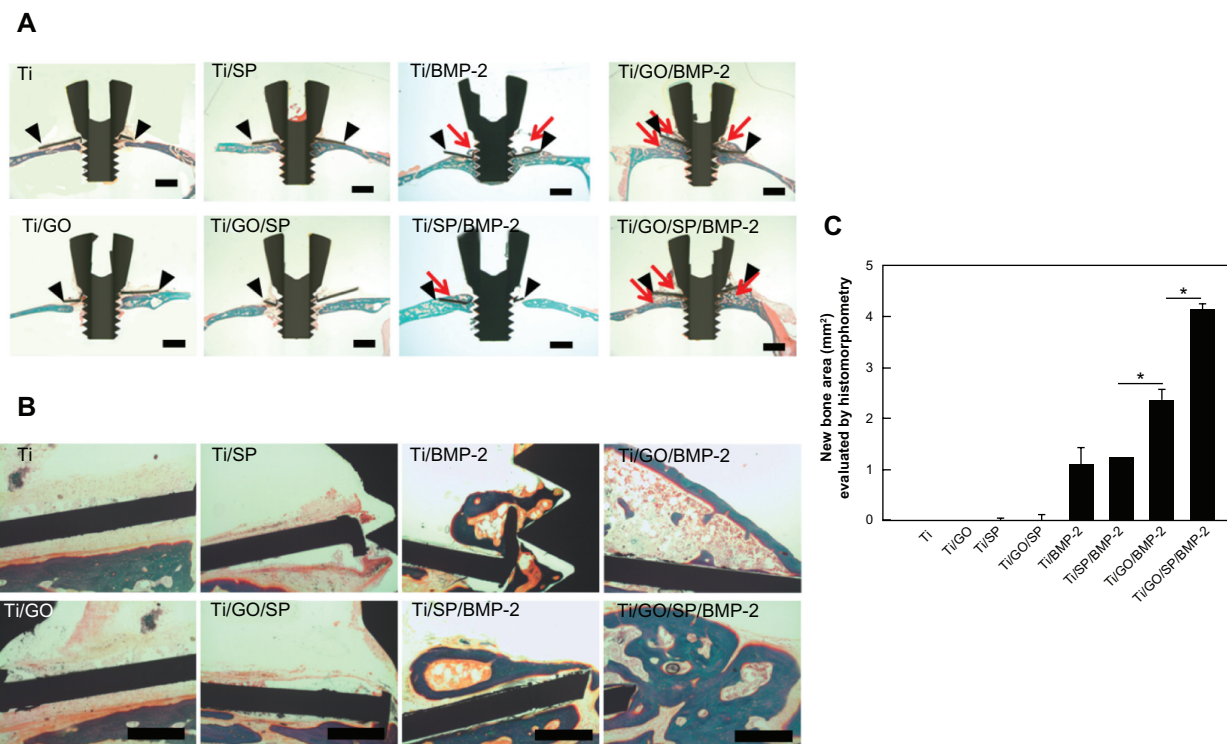 A
Ti
Ti/SP
Ti/BMP-2
Ti/GO/BMP-2
Ti/GO
Ti/GO/SP
Ti/SP/BMP-2
Ti/GO/SP/BMP-2
B
Ti
Ti/SP
Ti/BMP-2
Ti/GO/BMP-2
Ti/GO
Ti/GO/SP
Ti/SP/BMP-2
Ti/GO/SP/BMP-2
C
New bone area (mm²)
evaluated by histomorphometry
5
4
3
2
1
0
*
*
Ti
Ti/GO
Ti/SP
Ti/GO/SP
Ti/BMP-2
Ti/SP/BMP-2
Ti/GO/BMP-2
Ti/GO/SP/BMP-2